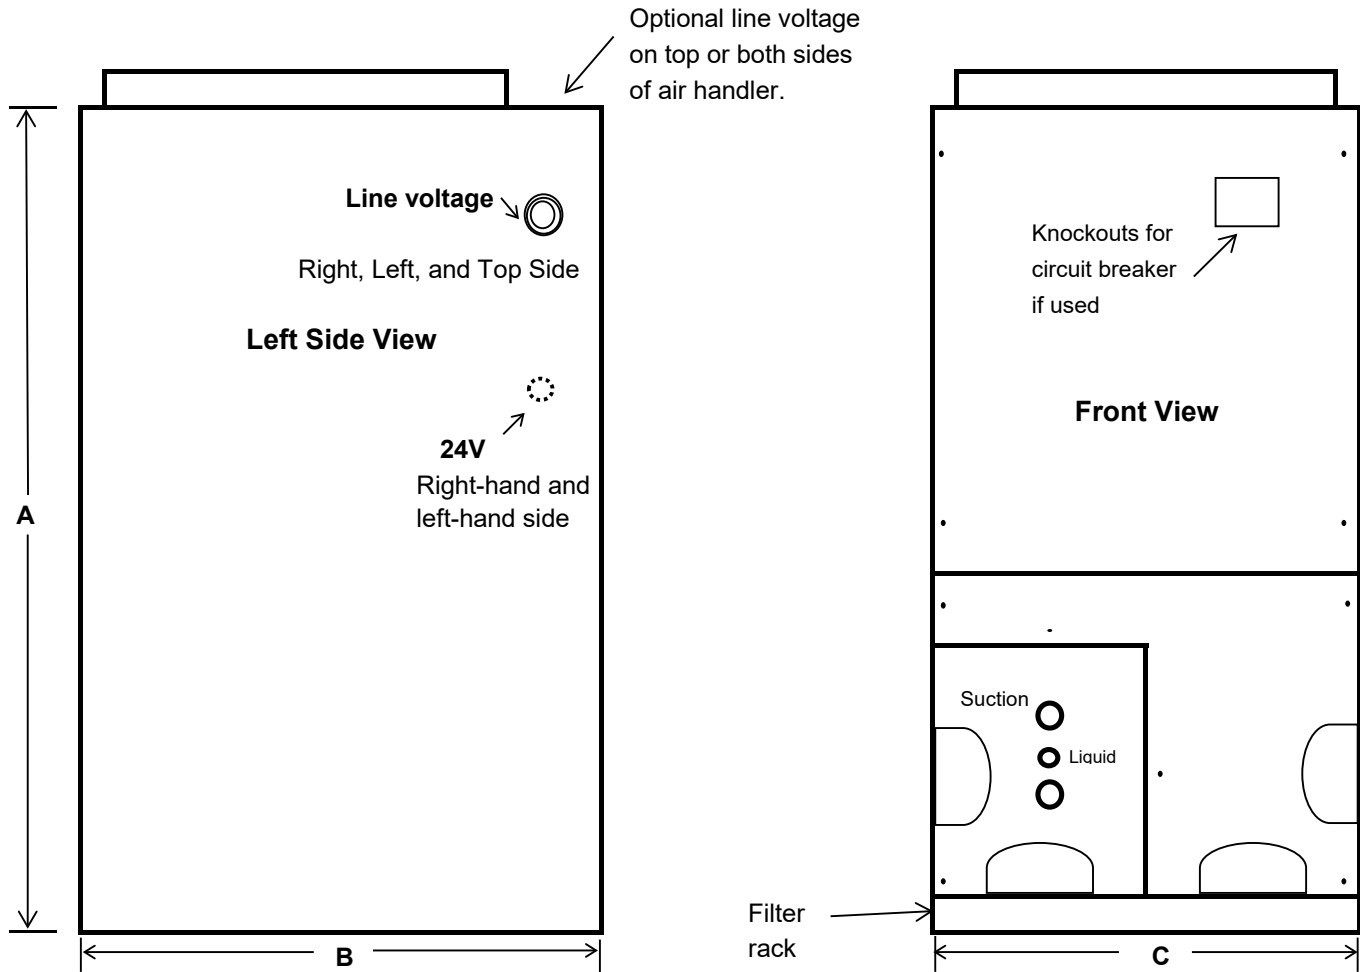 Optional line voltage
on top or both sides
of air handler.
Line voltage
Right, Left, and Top Side
Left Side View
24V
Right-hand and
left-hand side
A
B
Knockouts for
circuit breaker
if used
Front View
Suction
Liquid
Filter
rack
C